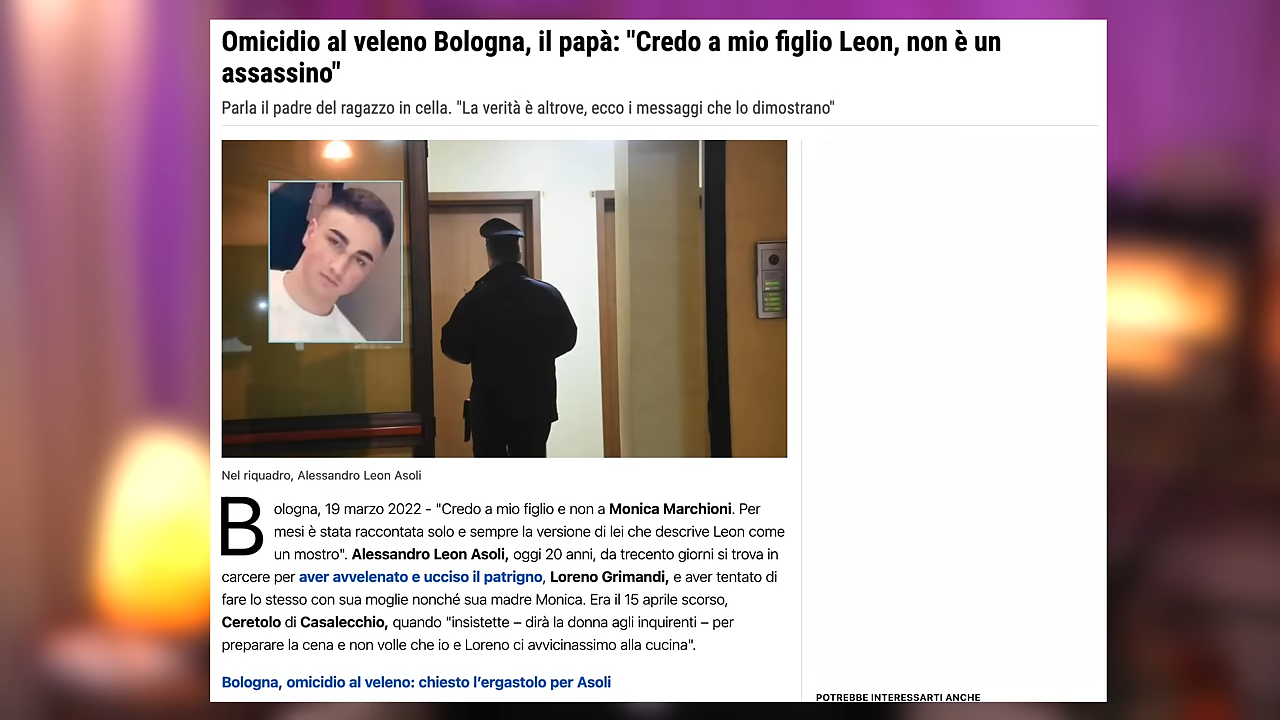 Omicidio al veleno Bologna, il papà: "Credo a mio figlio Leon, non è un
assassino"
Parla il padre del ragazzo in cella. "La verità è altrove, ecco i messaggi che lo dimostrano"
Nel riquadro, Alessandro Leon Asoli
Bologna, 19 marzo 2022 - "Credo a mio figlio e non a Monica Marchioni. Per
mesi è stata raccontata solo e sempre la versione di lei che descrive Leon come
un mostro". Alessandro Leon Asoli, oggi 20 anni, da trecento giorni si trova in
carcere per aver avvelenato e ucciso il patrigno, Loreno Grimandi, e aver tentato di
fare lo stesso con sua moglie nonché sua madre Monica. Era il 15 aprile scorso,
Ceretolo di Casalecchio, quando "insistette – dirà la donna agli inquirenti – per
preparare la cena e non volle che io e Loreno ci avvicinassimo alla cucina".
Bologna, omicidio al veleno: chiesto l'ergastolo per Asoli
POTREBBE INTERESSARTI ANCHE